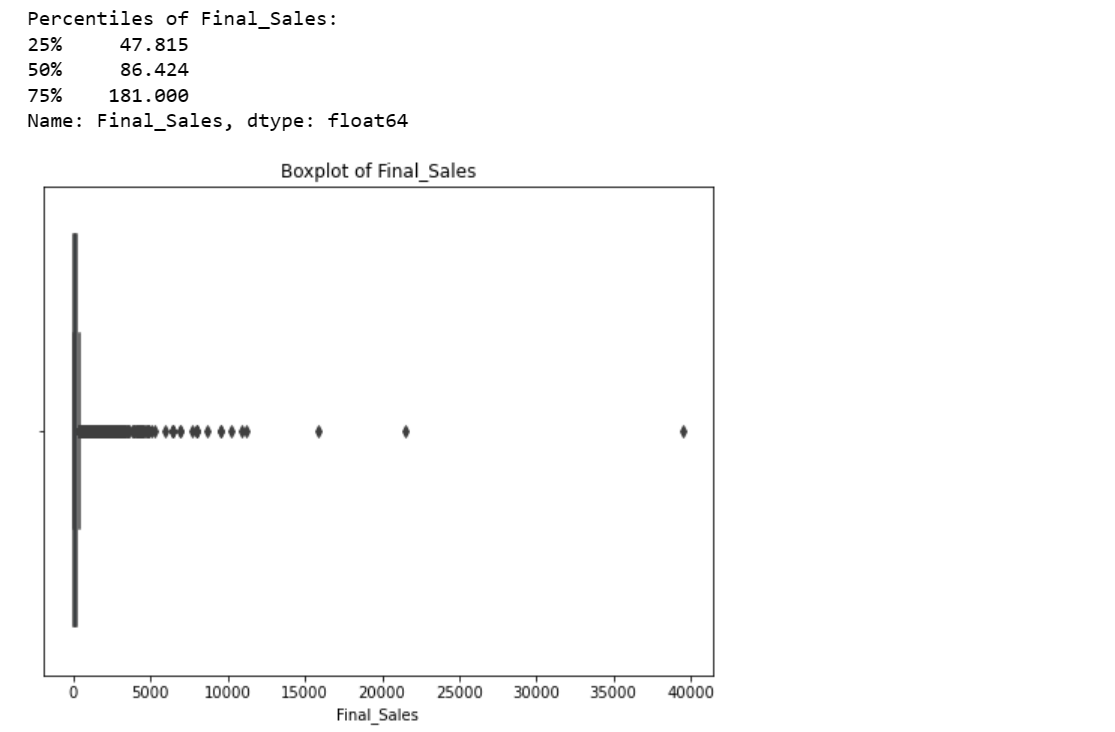 Percentiles of Final_Sales:
25% 47.815
50% 86.424
75% 181.000
Name: Final_Sales, dtype: float64
Boxplot of Final_Sales
0 5000 10000 15000 20000 25000 30000 35000 40000
Final_Sales